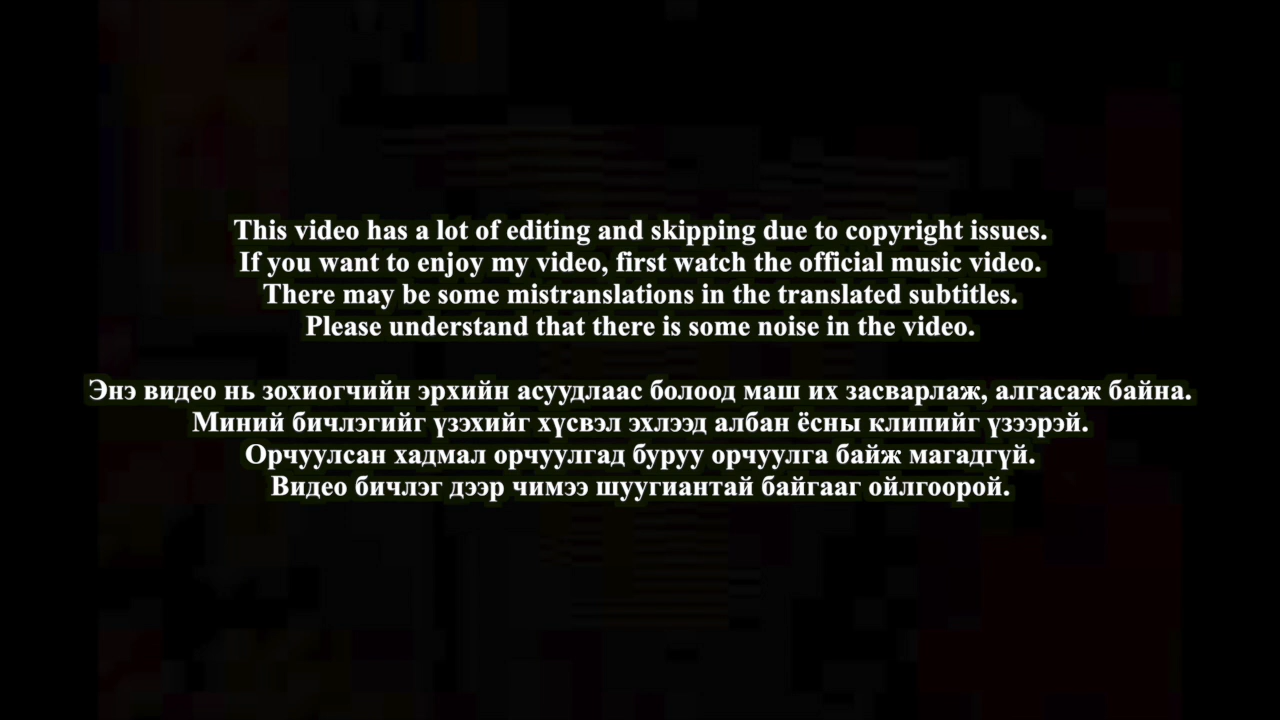 This video has a lot of editing and skipping due to copyright issues.
If you want to enjoy my video, first watch the official music video.
There may be some mistranslations in the translated subtitles.
Please understand that there is some noise in the video.
Энэ видео нь зохиогчийн эрхийн асуудлаас болоод маш их засварлаж, алгасаж байна.
Миний бичлэгийг үзэхийг хүсвэл эхлээд албан ёсны клипийг үзээрэй.
Орчуулсан хадмал орчуулгад буруу орчуулга байж магадгүй.
Видео бичлэг дээр чимээ шуугиантай байгааг ойлгоорой.